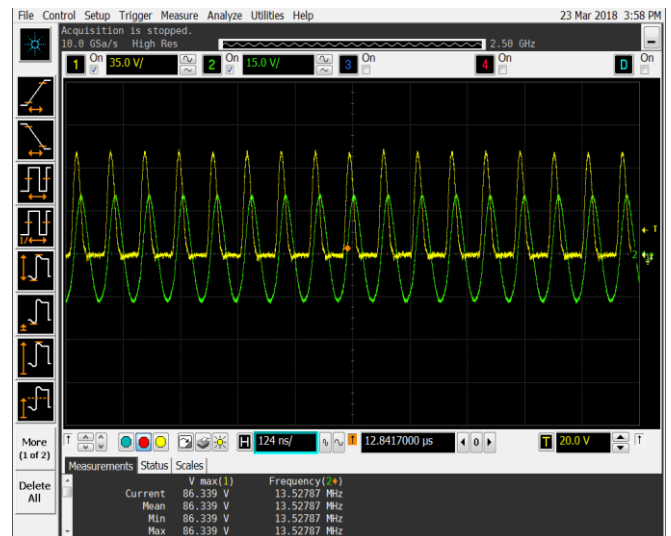 File Control Setup Trigger Measure Analyze Utilities Help 23 Mar 2018 3:58 PM
Acquisition is stopped.
10.0 GSa/s High Res 2.50 GHz
1 On 35.0 V/ 2 On 15.0 V/ 3 On 4 On D On
T
2
1/
More
(1 of 2)
Delete
All
H 124 ns/ 12.8417000 µs 0 T 20.0 V
Measurements Status Scales
V max(1) Frequency(2♦)
Current 86.339 V 13.52787 MHz
Mean 86.339 V 13.52787 MHz
Min 86.339 V 13.52787 MHz
Max 86.339 V 13.52787 MHz